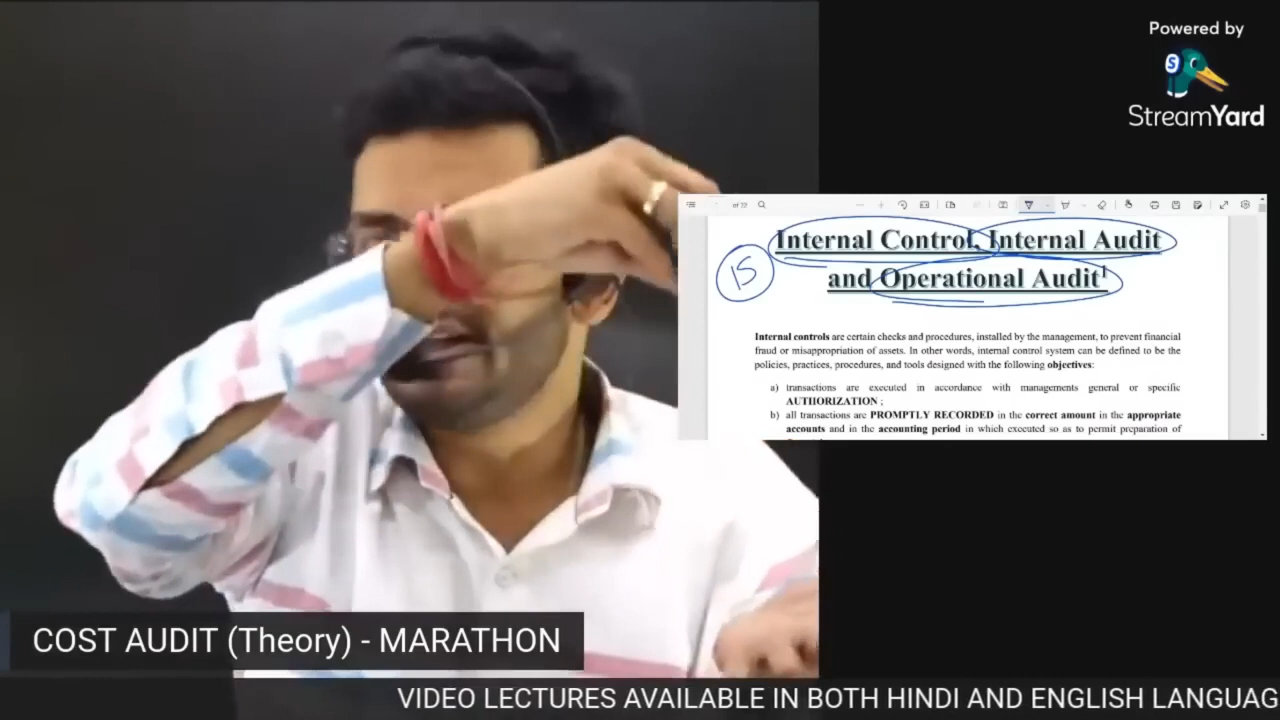 Powered by
S
StreamYard
of 72
15
Internal Control, Internal Audit
and Operational Audit¹
Internal controls are certain checks and procedures, installed by the management, to prevent financial
fraud or misappropriation of assets. In other words, internal control system can be defined to be the
policies, practices, procedures, and tools designed with the following objectives:
a) transactions are executed in accordance with managements general or specific
AUTHORIZATION ;
b) all transactions are PROMPTLY RECORDED in the correct amount in the appropriate
accounts and in the accounting period in which executed so as to permit preparation of
COST AUDIT (Theory) - MARATHON
VIDEO LECTURES AVAILABLE IN BOTH HINDI AND ENGLISH LANGUAG